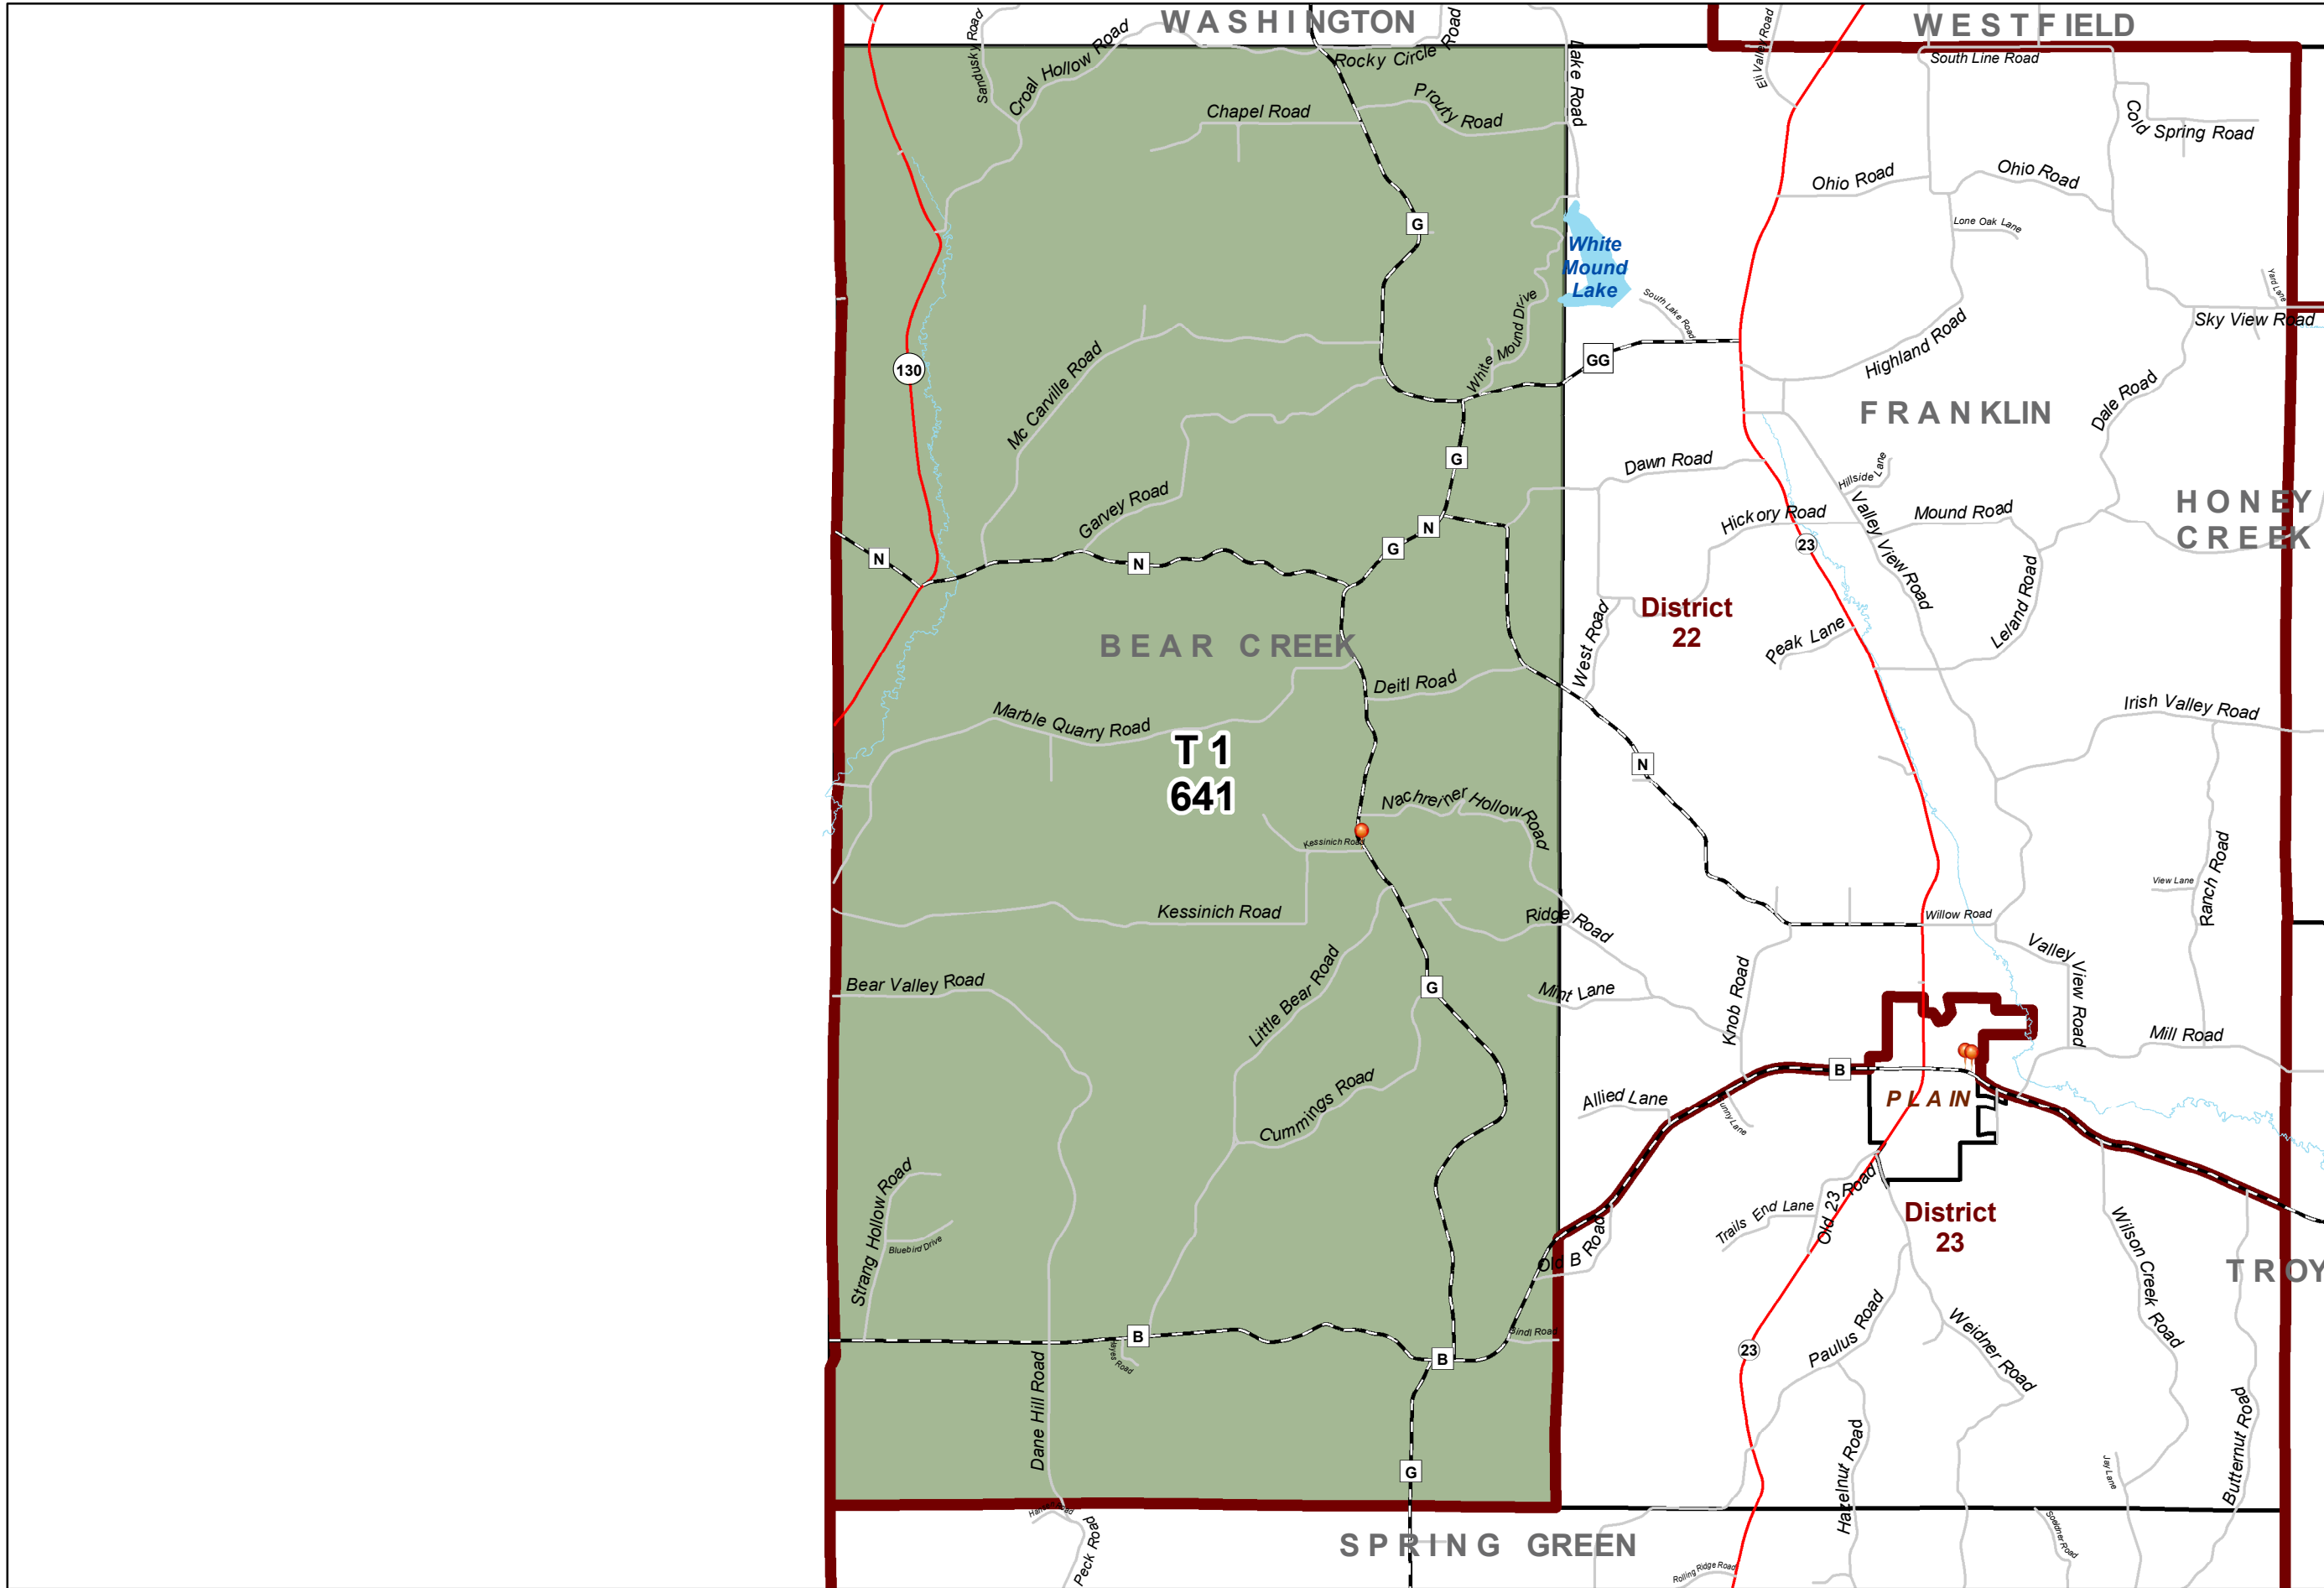 WASHINGTON
WESTFIELD
Sandusky Road
Croal Hollow Road
Rocky Circle Road
Lake Road
Eli Valley Road
South Line Road
Chapel Road
Prouty Road
Cold Spring Road
Ohio Road
Ohio Road
Lone Oak Lane
G
White
Mound
Lake
Yard Lane
South Lake Road
Sky View Road
White Mound Drive
130
Mc Carville Road
GG
Highland Road
Dale Road
FRANKLIN
G
Dawn Road
Hillside Lane
Garvey Road
Hickory Road
Valley View Road
Mound Road
HONEY
CREEK
N
N
G
N
23
Leland Road
District
22
West Road
Peak Lane
BEAR CREEK
Deitl Road
Marble Quarry Road
Irish Valley Road
T 1
641
N
Nachreiner Hollow Road
Kessinich Road
View Lane
Ranch Road
Kessinich Road
Ridge Road
Willow Road
Bear Valley Road
Little Bear Road
G
Mint Lane
Knob Road
Valley View Road
Mill Road
B
Cummings Road
Allied Lane
PLAIN
Strang Hollow Road
Bluebird Drive
Trails End Lane
Old 23 Road
District
23
Old B Road
Wilson Creek Road
TROY
B
Hayes Road
B
Bindl Road
23
Paulus Road
Weidner Road
Dane Hill Road
G
Hazelnut Road
Jay Lane
Butternut Road
Peck Road
SPRING GREEN
Rolling Ridge Road